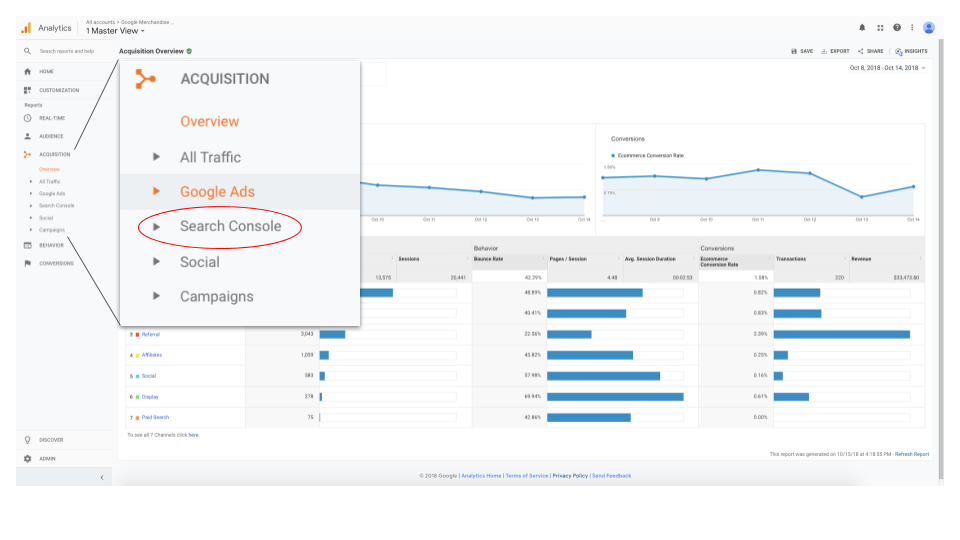 All accounts > Google Merchandise ...
Analytics
1 Master View
Search reports and help
Acquisition Overview
SAVE
EXPORT
SHARE
INSIGHTS
HOME
Oct 8, 2018 - Oct 14, 2018
CUSTOMIZATION
Reports
REAL-TIME
AUDIENCE
ACQUISITION
Overview
All Traffic
Google Ads
Search Console
Social
Campaigns
BEHAVIOR
CONVERSIONS
DISCOVER
ADMIN
ACQUISITION
Overview
All Traffic
Google Ads
Search Console
Social
Campaigns
Conversions
Ecommerce Conversion Rate
Oct 10 Oct 11 Oct 12 Oct 13 Oct 14
... Oct 9 Oct 10 Oct 11 Oct 12 Oct 13 Oct 14
Behavior Conversions
Sessions Bounce Rate Pages / Session Avg. Session Duration Ecommerce Conversion Rate Transactions Revenue
13,575 20,441 42.29% 4.48 00:02:53 1.08% 220 $33,473.80
48.89% 0.82%
40.41% 0.83%
3 Referral 3,043 22.56% 2.39%
4 Affiliates 1,059 43.82% 0.25%
5 Social 583 57.98% 0.16%
6 Display 278 69.94% 0.61%
7 Paid Search 75 42.86% 0.00%
To see all 7 Channels click here.
This report was generated on 10/15/18 at 4:18:55 PM - Refresh Report
© 2018 Google | Analytics Home | Terms of Service | Privacy Policy | Send Feedback